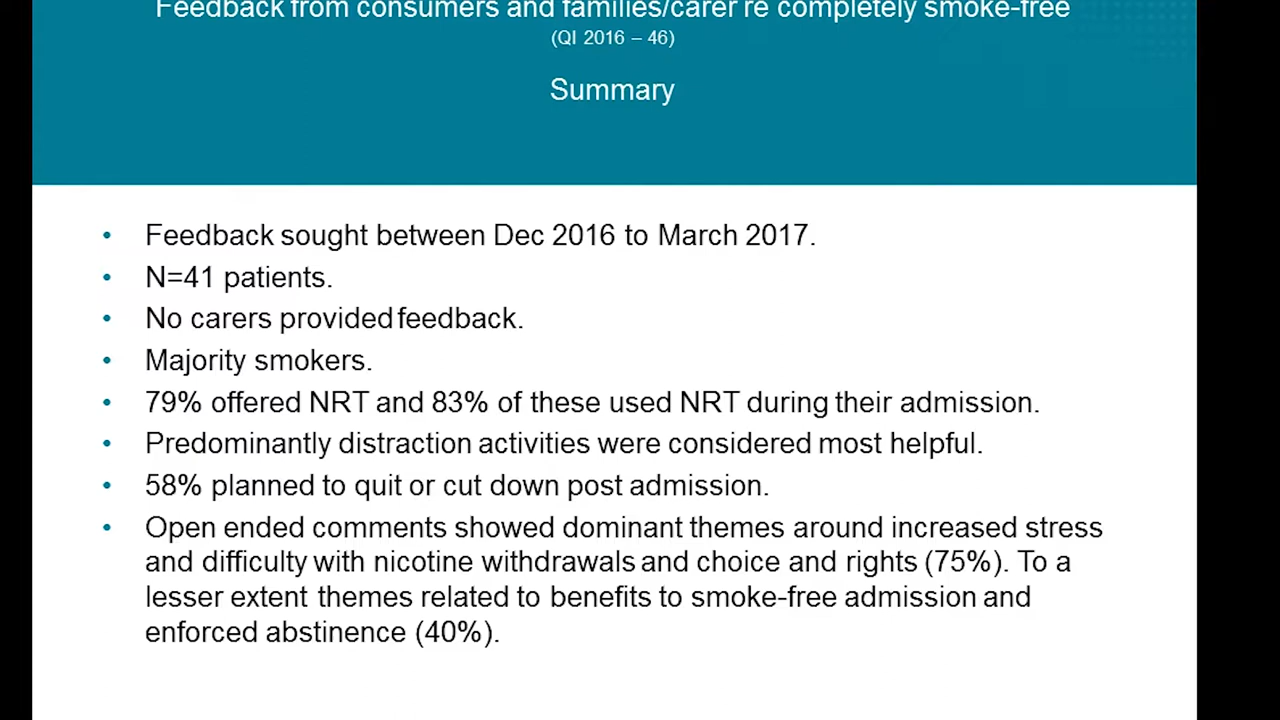 Feedback from consumers and families/carer re completely smoke-free
(QI 2016 – 46)
Summary
• Feedback sought between Dec 2016 to March 2017.
• N=41 patients.
• No carers provided feedback.
• Majority smokers.
• 79% offered NRT and 83% of these used NRT during their admission.
• Predominantly distraction activities were considered most helpful.
• 58% planned to quit or cut down post admission.
• Open ended comments showed dominant themes around increased stress
and difficulty with nicotine withdrawals and choice and rights (75%). To a
lesser extent themes related to benefits to smoke-free admission and
enforced abstinence (40%).